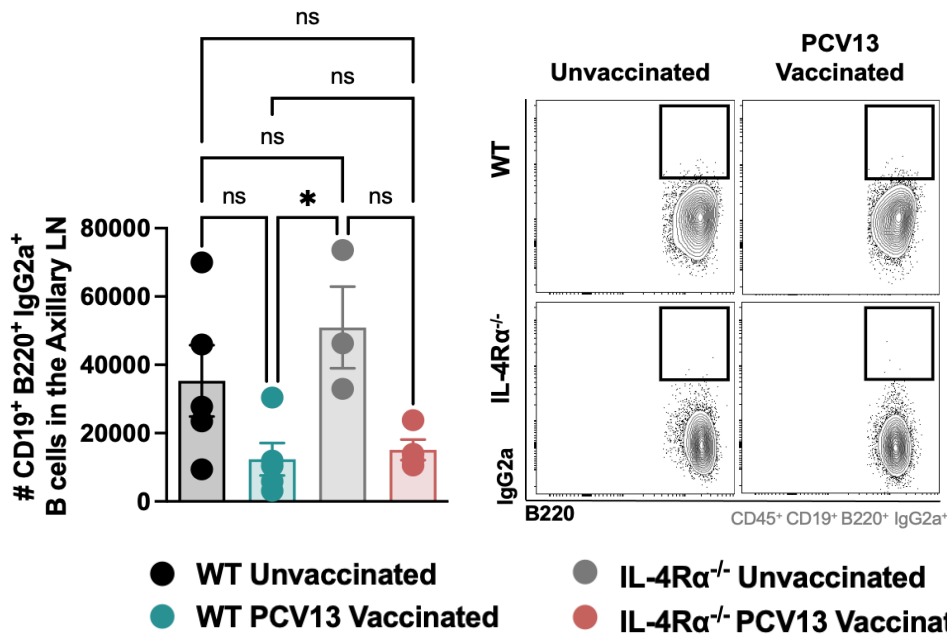 ns
ns
ns
ns
*
ns
80000
60000
40000
20000
0
# CD19⁺ B220⁺ IgG2a⁺
B cells in the Axillary LN
Unvaccinated
PCV13
Vaccinated
WT
IL-4Rα⁻/⁻
IgG2a
B220
CD45⁺ CD19⁺ B220⁺ IgG2a⁺
WT Unvaccinated
WT PCV13 Vaccinated
IL-4Rα⁻/⁻ Unvaccinated
IL-4Rα⁻/⁻ PCV13 Vaccinat